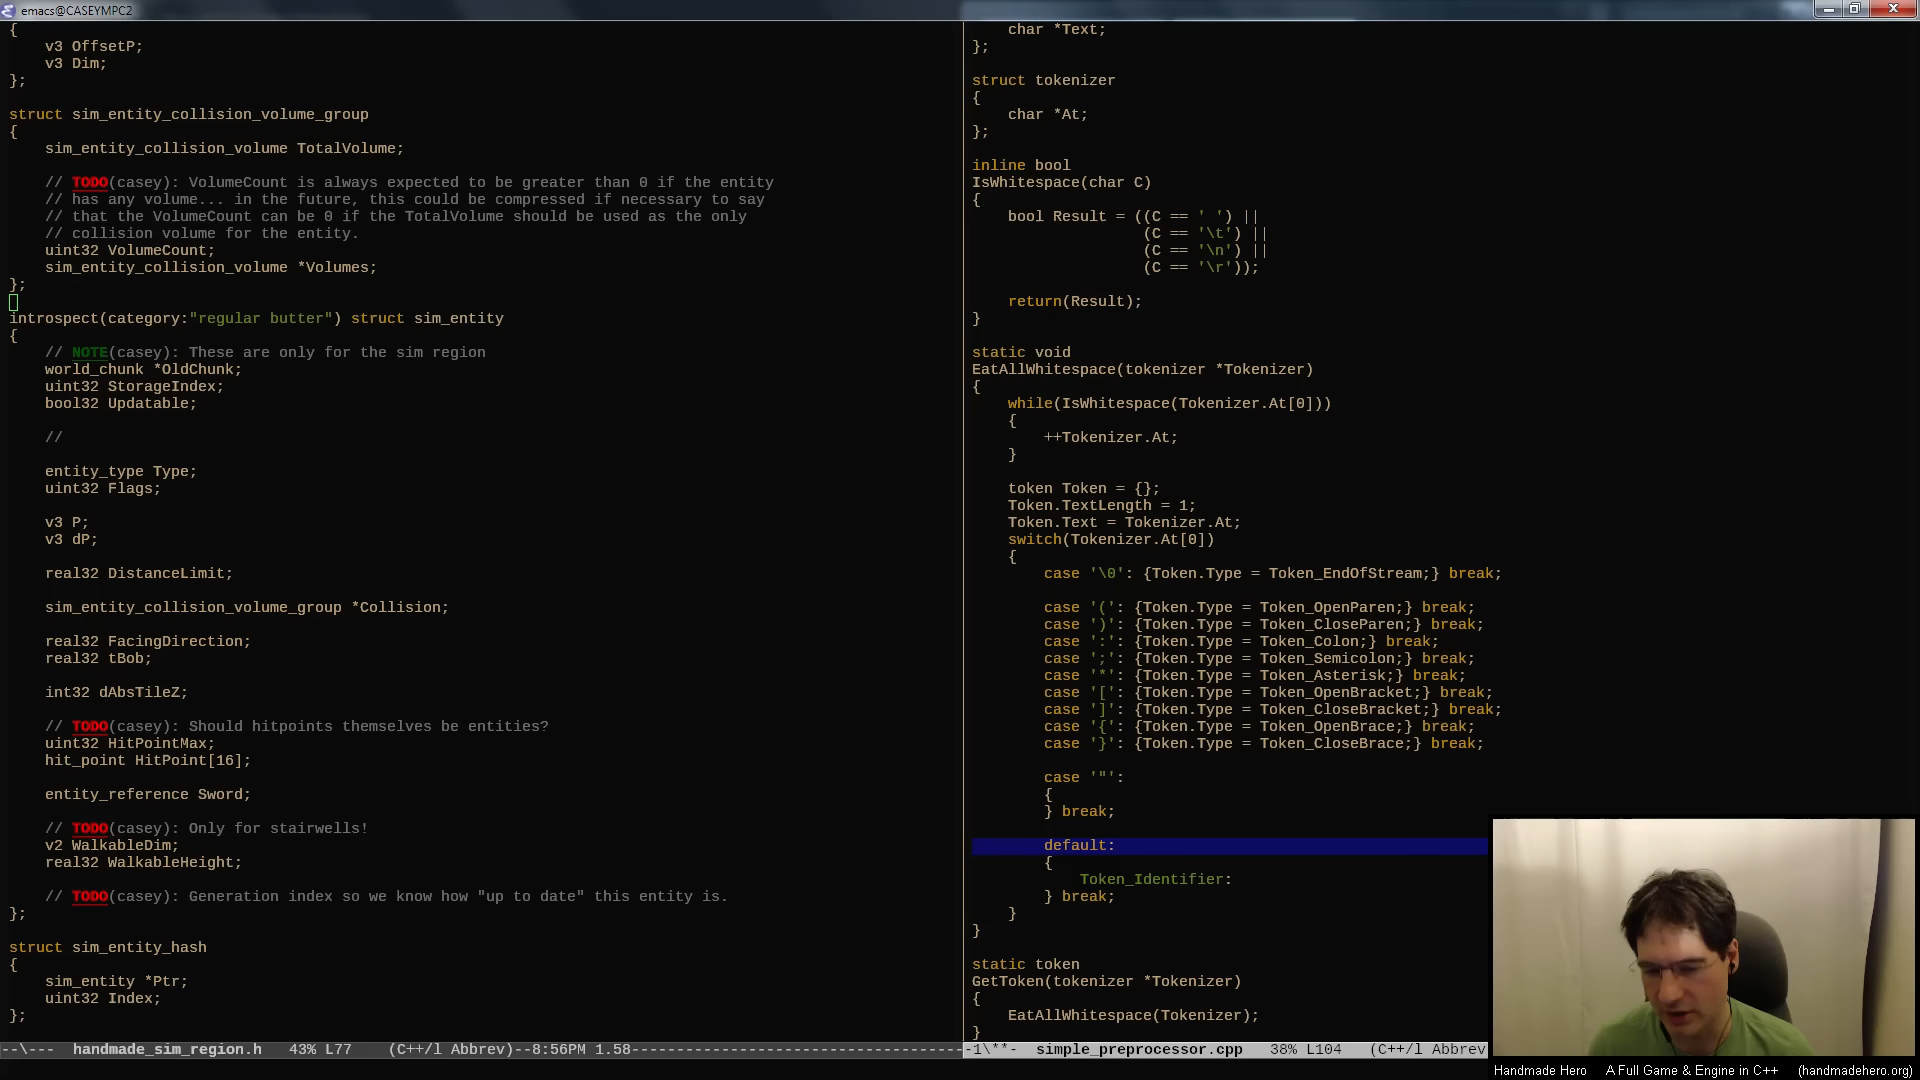 emacs@CASEYMPC2
{
    v3 OffsetP;
    v3 Dim;
};
struct sim_entity_collision_volume_group
{
    sim_entity_collision_volume TotalVolume;
    // TODO(casey): VolumeCount is always expected to be greater than 0 if the entity
    // has any volume... in the future, this could be compressed if necessary to say
    // that the VolumeCount can be 0 if the TotalVolume should be used as the only
    // collision volume for the entity.
    uint32 VolumeCount;
    sim_entity_collision_volume *Volumes;
};
introspect(category:"regular butter") struct sim_entity
{
    // NOTE(casey): These are only for the sim region
    world_chunk *OldChunk;
    uint32 StorageIndex;
    bool32 Updatable;
    //
    entity_type Type;
    uint32 Flags;
    v3 P;
    v3 dP;
    real32 DistanceLimit;
    sim_entity_collision_volume_group *Collision;
    real32 FacingDirection;
    real32 tBob;
    int32 dAbsTileZ;
    // TODO(casey): Should hitpoints themselves be entities?
    uint32 HitPointMax;
    hit_point HitPoint[16];
    entity_reference Sword;
    // TODO(casey): Only for stairwells!
    v2 WalkableDim;
    real32 WalkableHeight;
    // TODO(casey): Generation index so we know how "up to date" this entity is.
};
struct sim_entity_hash
{
    sim_entity *Ptr;
    uint32 Index;
};
--\---  handmade_sim_region.h   43% L77    (C++/l Abbrev)--8:56PM 1.58-------------------------------------
    char *Text;
};
struct tokenizer
{
    char *At;
};
inline bool
IsWhitespace(char C)
{
    bool Result = ((C == ' ') ||
                   (C == '\t') ||
                   (C == '\n') ||
                   (C == '\r'));
    return(Result);
}
static void
EatAllWhitespace(tokenizer *Tokenizer)
{
    while(IsWhitespace(Tokenizer.At[0]))
    {
        ++Tokenizer.At;
    }
    token Token = {};
    Token.TextLength = 1;
    Token.Text = Tokenizer.At;
    switch(Tokenizer.At[0])
    {
        case '\0': {Token.Type = Token_EndOfStream;} break;
        case '(': {Token.Type = Token_OpenParen;} break;
        case ')': {Token.Type = Token_CloseParen;} break;
        case ':': {Token.Type = Token_Colon;} break;
        case ';': {Token.Type = Token_Semicolon;} break;
        case '*': {Token.Type = Token_Asterisk;} break;
        case '[': {Token.Type = Token_OpenBracket;} break;
        case ']': {Token.Type = Token_CloseBracket;} break;
        case '{': {Token.Type = Token_OpenBrace;} break;
        case '}': {Token.Type = Token_CloseBrace;} break;
        case '"':
        {
        } break;
        default:
        {
            Token_Identifier:
        } break;
    }
}
static token
GetToken(tokenizer *Tokenizer)
{
    EatAllWhitespace(Tokenizer);
}
-1\**-  simple_preprocessor.cpp   38% L104   (C++/l Abbrev
Handmade Hero    A Full Game & Engine in C++    (handmadehero.org)